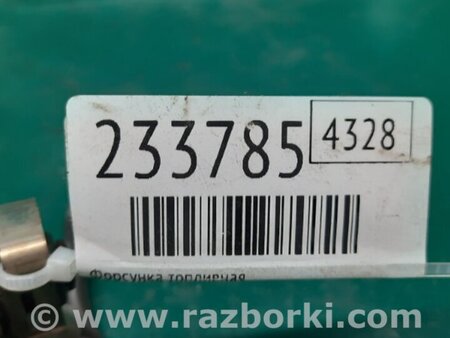 233785 4328
Форсунка топливная
www.razborki.com